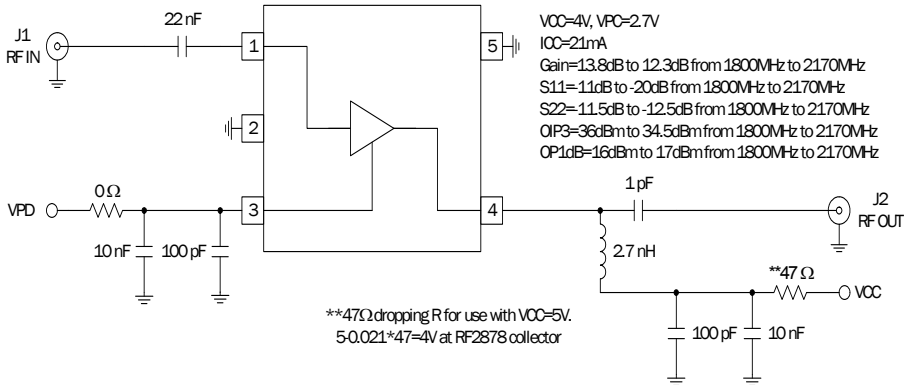 J1
RF IN
22 nF
1
5
2
3
4
VCC=4V, VPC=2.7V
ICC=21mA
Gain=13.8dB to 12.3dB from 1800MHz to 2170MHz
S11=-11dB to -20dB from 1800MHz to 2170MHz
S22=-11.5dB to -12.5dB from 1800MHz to 2170MHz
OIP3=36dBm to 34.5dBm from 1800MHz to 2170MHz
OP1dB=16dBm to 17dBm from 1800MHz to 2170MHz
VPD
0 Ω
10 nF
100 pF
1 pF
J2
RF OUT
2.7 nH
**47 Ω
VCC
100 pF
10 nF
**47Ω dropping R for use with VCC=5V.
5-0.021*47=4V at RF2878 collector